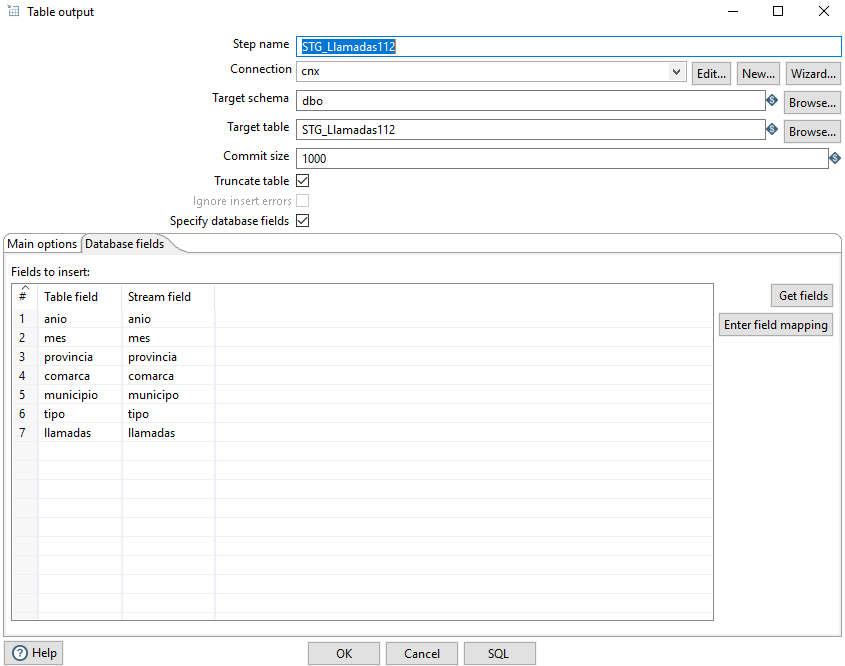 Table output
Step name STG_Llamadas112
Connection cnx Edit... New... Wizard...
Target schema dbo Browse...
Target table STG_Llamadas112 Browse...
Commit size 1000
Truncate table
Ignore insert errors
Specify database fields
Main options Database fields
Fields to insert:
# Table field Stream field
Get fields
Enter field mapping
1 anio anio
2 mes mes
3 provincia provincia
4 comarca comarca
5 municipio municipo
6 tipo tipo
7 llamadas llamadas
Help OK Cancel SQL